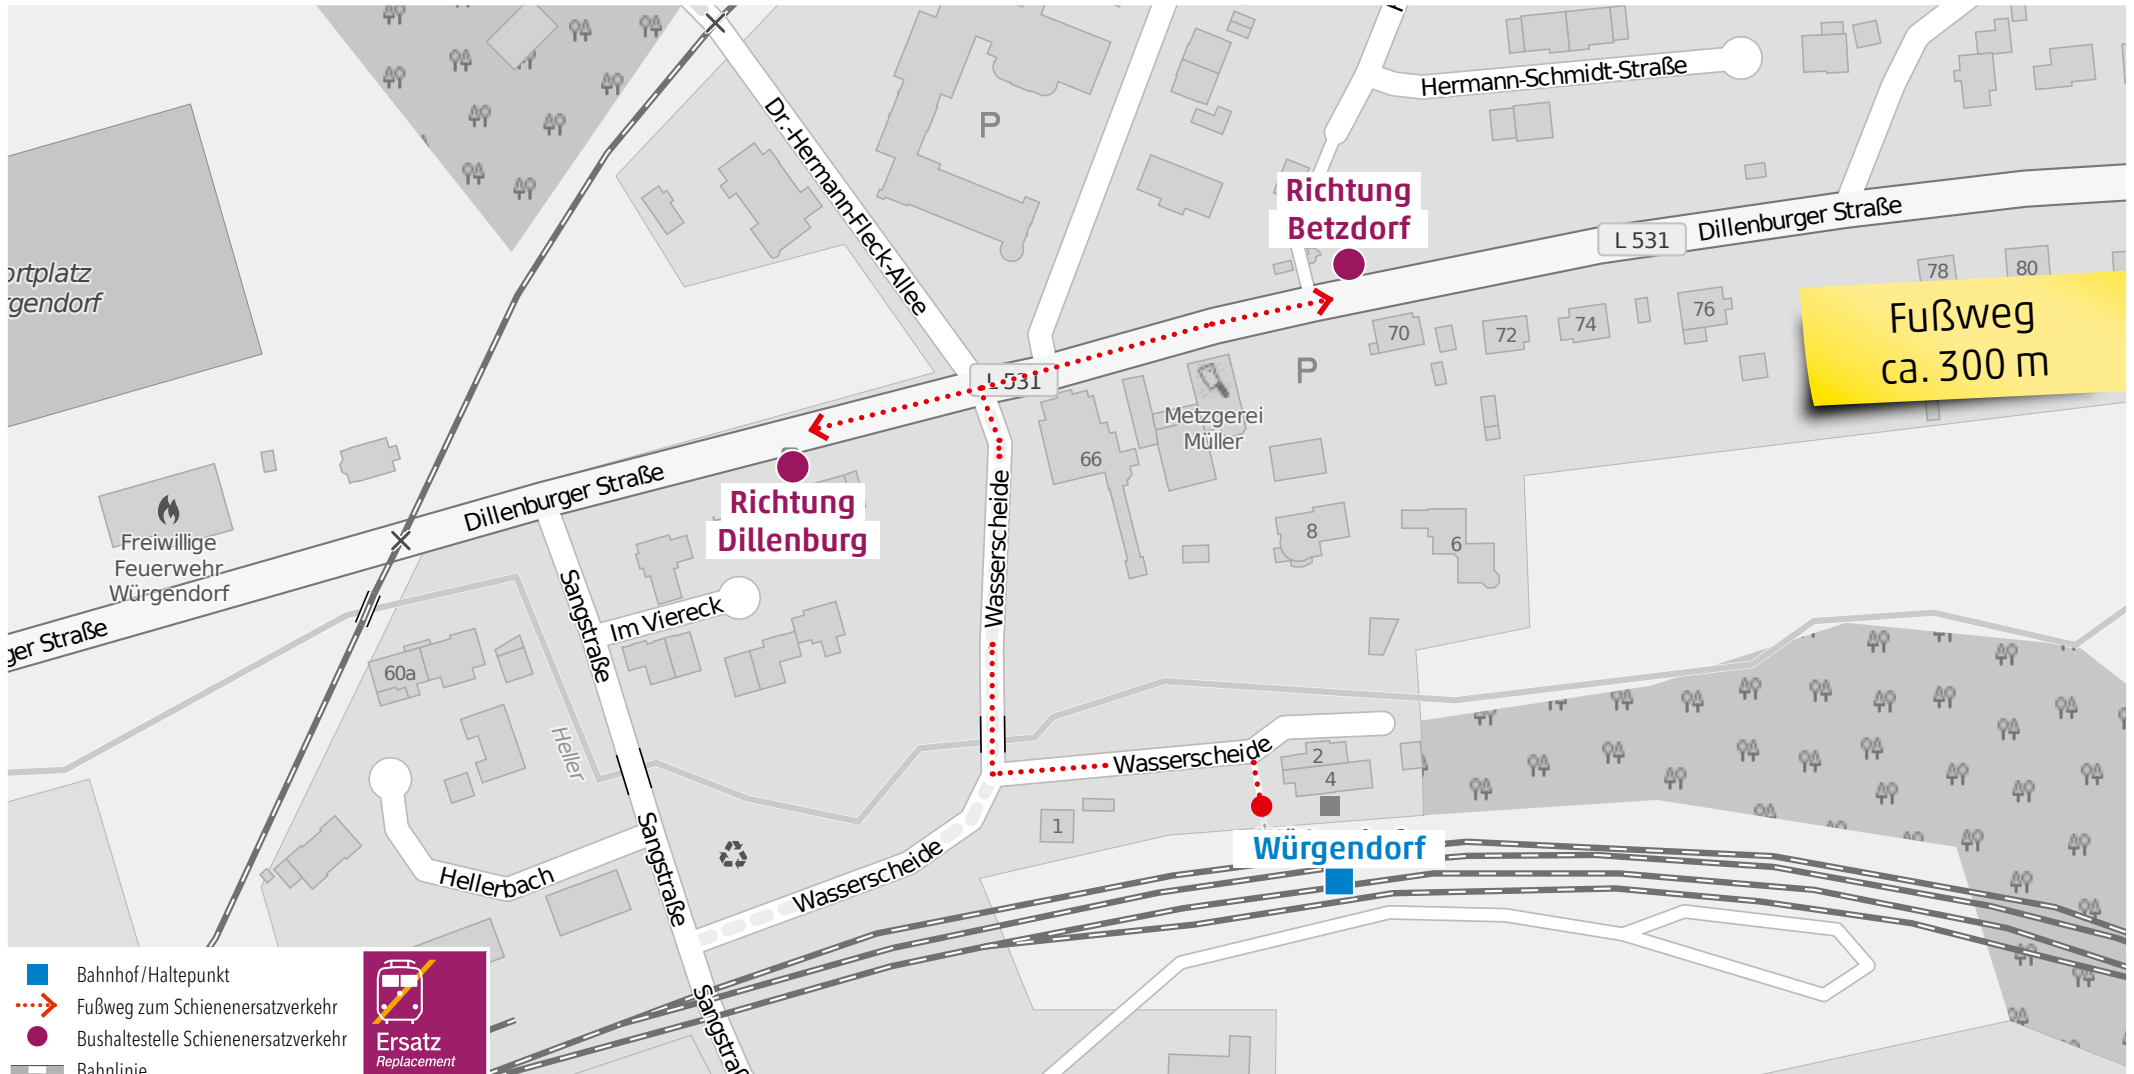 Hermann-Schmidt-Straße
Dr.-Hermann-Fleck-Allee
P
Richtung
Betzdorf
L 531
Dillenburger Straße
ortplatz
rgendorf
78
80
Fußweg
ca. 300 m
76
74
72
70
P
L 531
Metzgerei
Müller
66
Dillenburger Straße
Richtung
Dillenburg
Freiwillige
Feuerwehr
Würgendorf
8
6
Wasserscheide
Sangstraße
Im Viereck
ger Straße
60a
Heller
Wasserscheide
2
4
1
Würgendorf
Sangstraße
Wasserscheide
Hellerbach
Sangstraß
Bahnhof/Haltepunkt
Fußweg zum Schienenersatzverkehr
Bushaltestelle Schienenersatzverkehr
Bahnlinie
Ersatz
Replacement